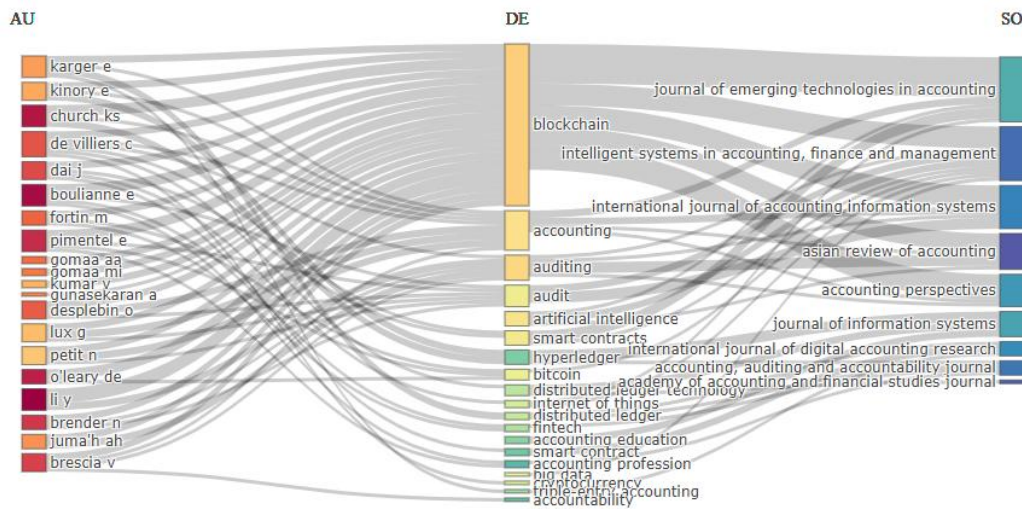 AU
DE
SO
karger e
kinory e
church ks
de villiers c
dai j
boulianne e
fortin m
pimentel e
gomaa aa
gomaa mi
kumar v
gunasekaran a
desplebin o
lux g
petit n
o'leary de
li y
brender n
juma'h ah
brescia v
blockchain
accounting
auditing
audit
artificial intelligence
smart contracts
hyperledger
bitcoin
distributed ledger technology
internet of things
distributed ledger
fintech
accounting education
smart contract
accounting profession
big data
cryptocurrency
triple-entry accounting
accountability
journal of emerging technologies in accounting
intelligent systems in accounting, finance and management
international journal of accounting information systems
asian review of accounting
accounting perspectives
journal of information systems
international journal of digital accounting research
accounting, auditing and accountability journal
academy of accounting and financial studies journal